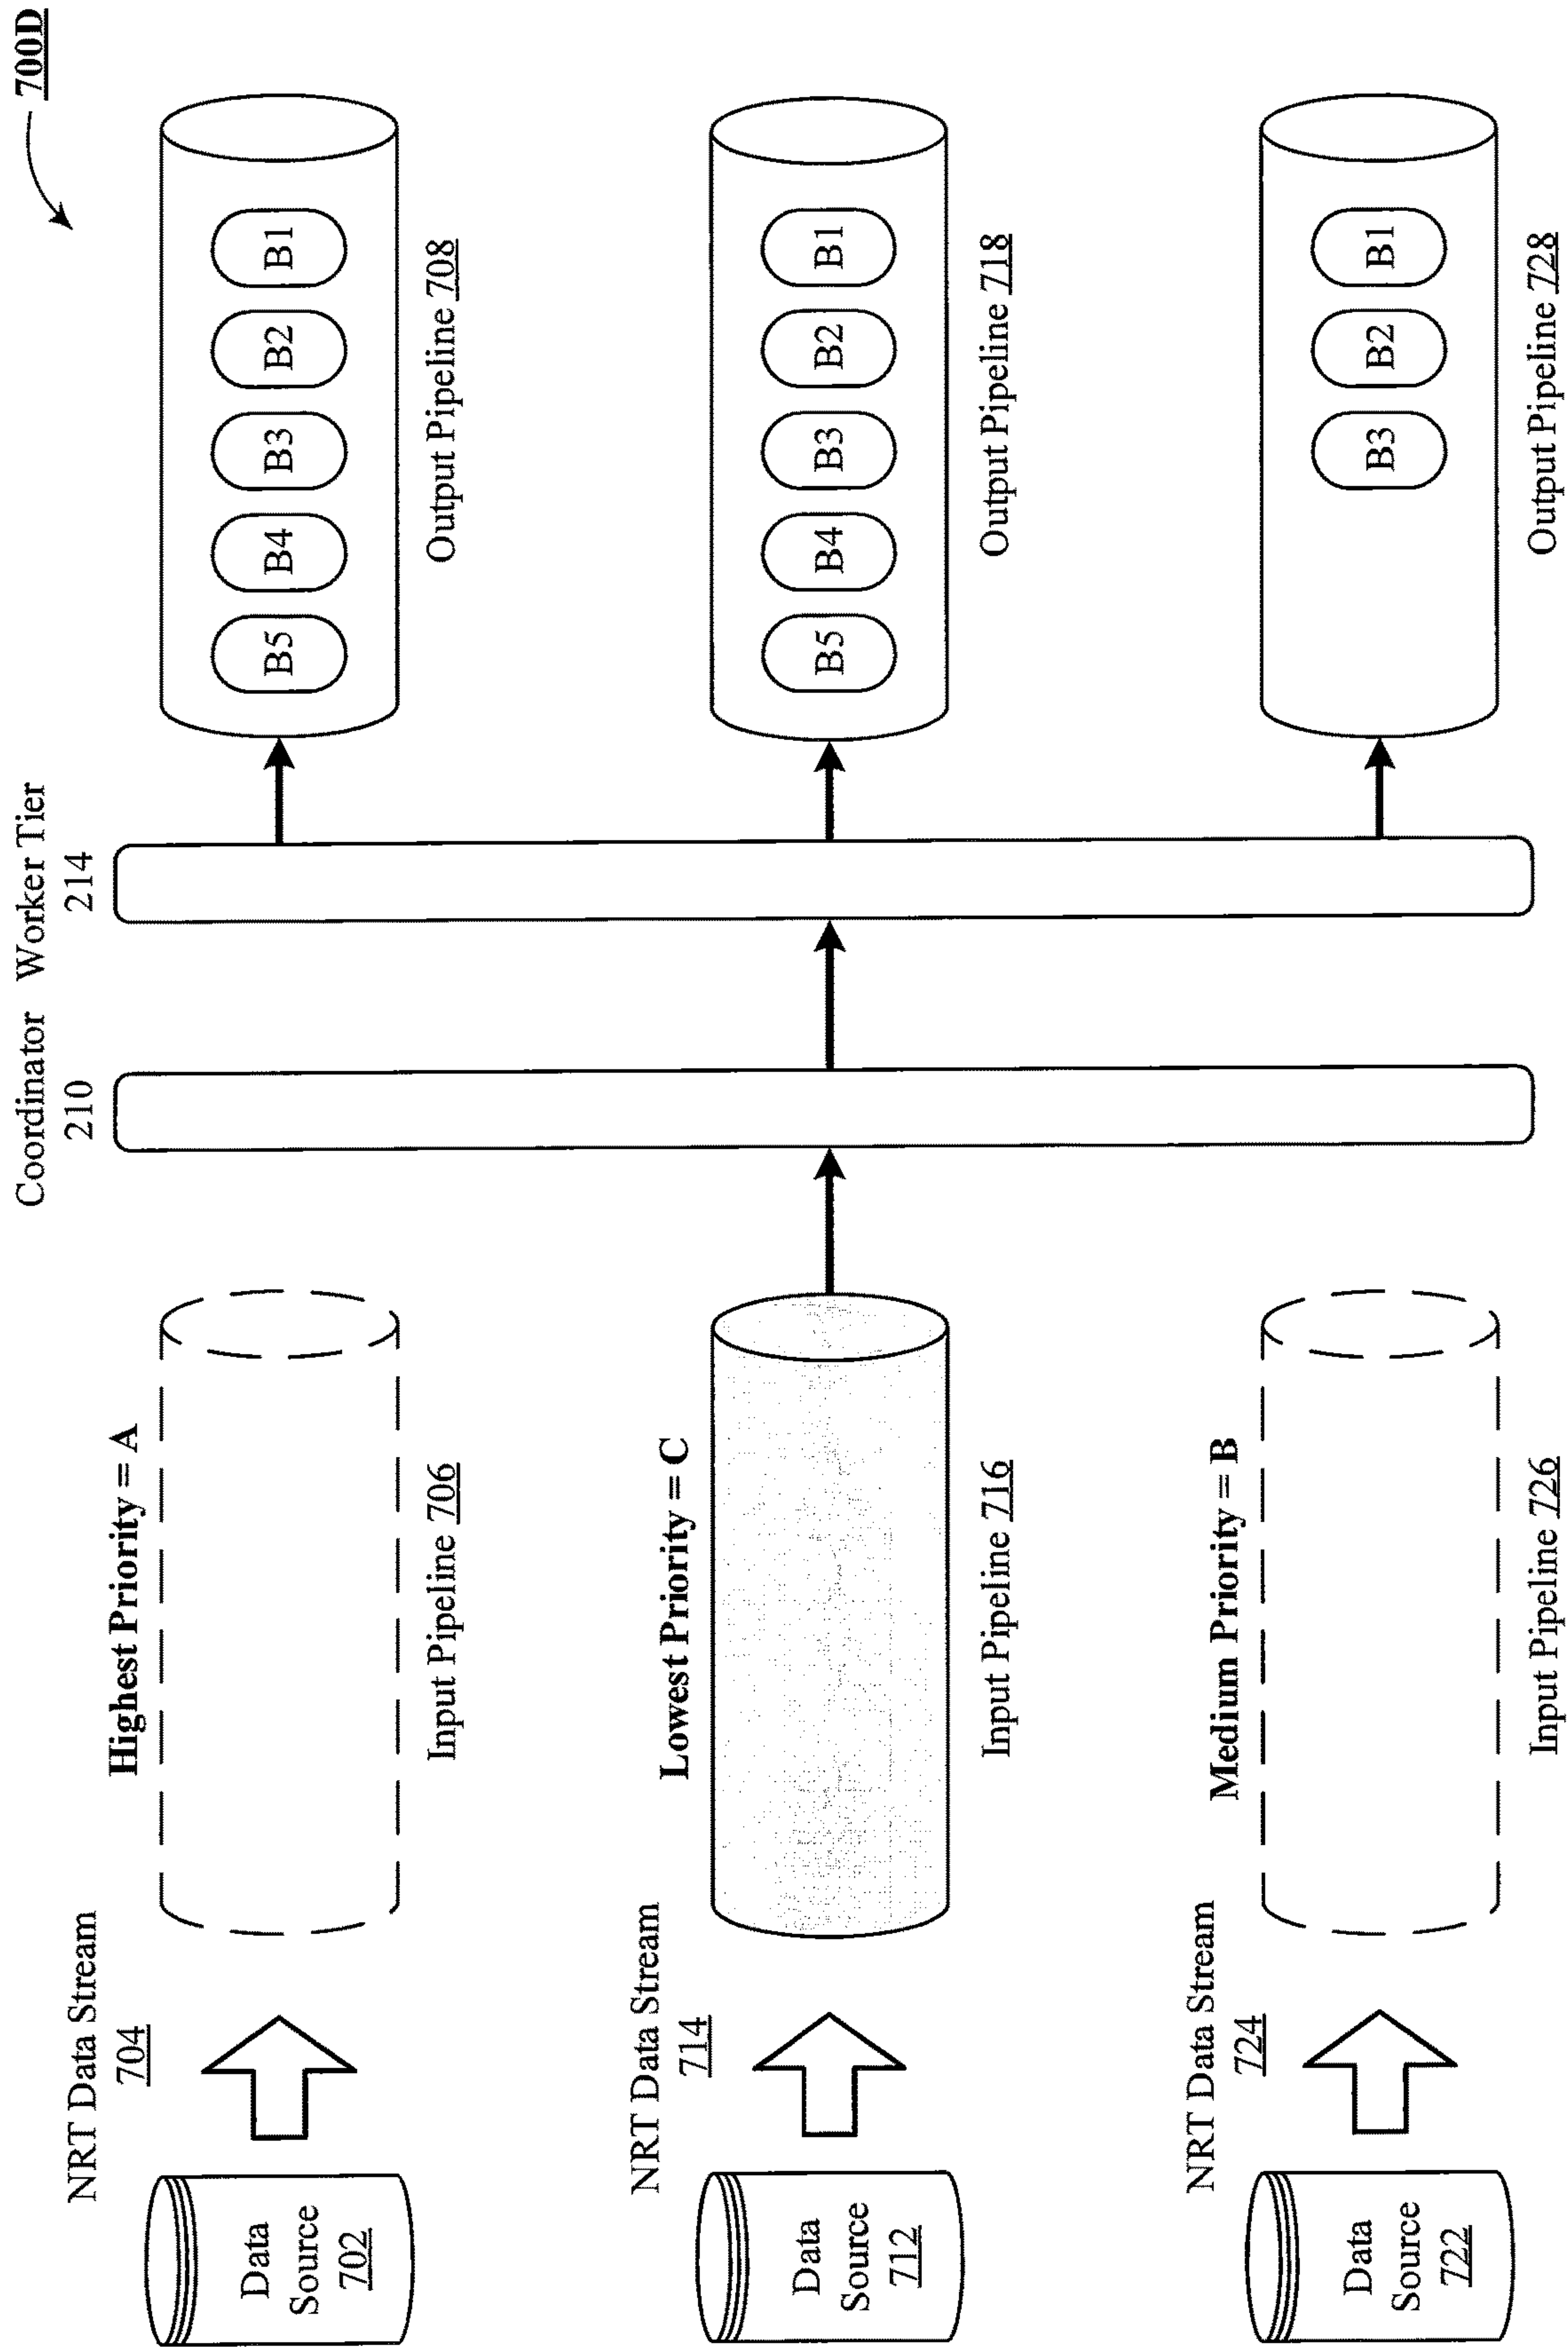 700D
Coordinator
210
Worker Tier
214
NRT Data Stream
704
Highest Priority = A
Data
Source
702
B5
B4
B3
B2
B1
Input Pipeline 706
Output Pipeline 708
NRT Data Stream
714
Lowest Priority = C
Data
Source
712
B5
B4
B3
B2
B1
Input Pipeline 716
Output Pipeline 718
NRT Data Stream
724
Medium Priority = B
Data
Source
722
B3
B2
B1
Input Pipeline 726
Output Pipeline 728